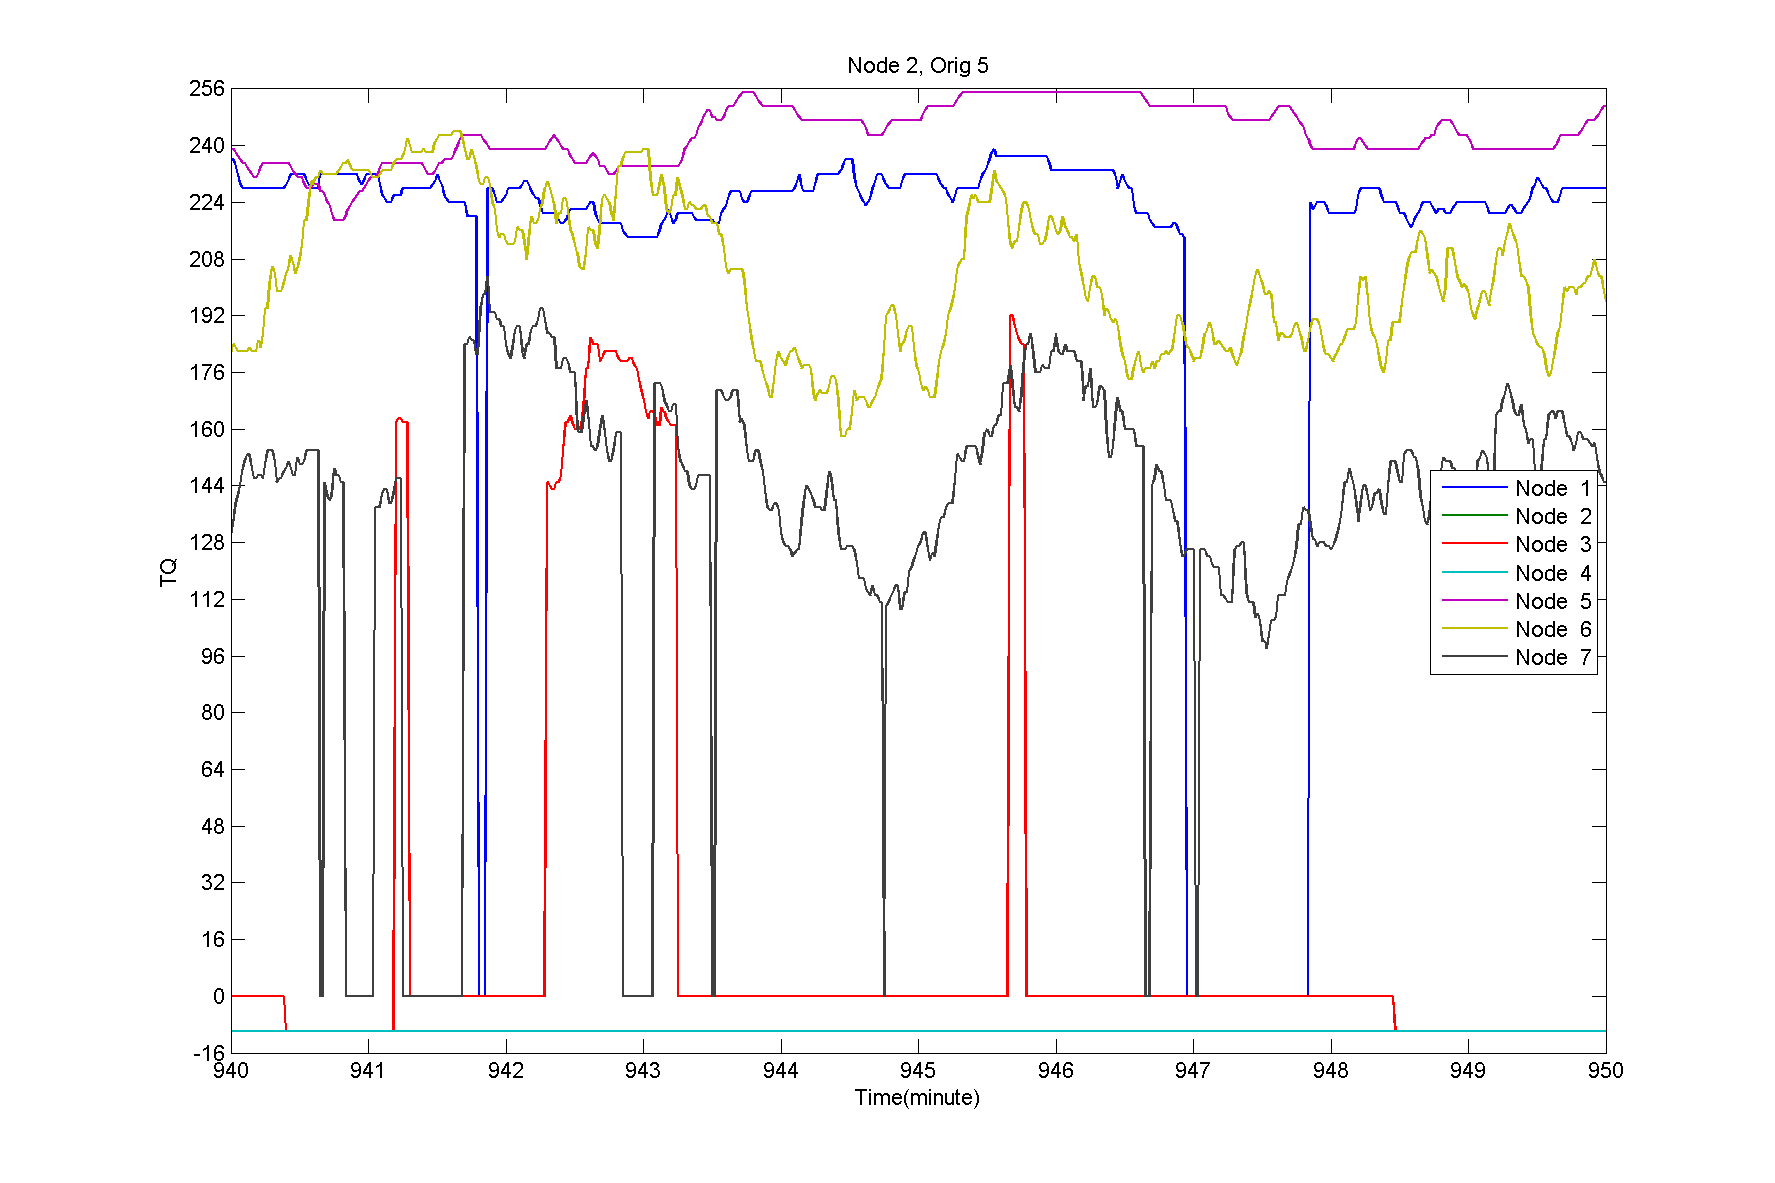 Node 2, Orig 5
256
240
224
208
192
176
160
144
128
112
96
80
64
48
32
16
0
-16
TQ
940 941 942 943 944 945 946 947 948 949 950
Time(minute)
Node 1
Node 2
Node 3
Node 4
Node 5
Node 6
Node 7